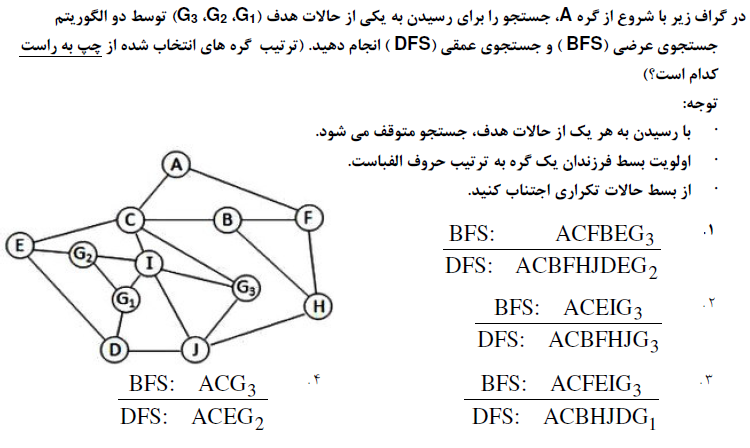 در گراف زیر با شروع از گره A، جستجو را برای رسیدن به یکی از حالات هدف (G₁، G₂، G₃) توسط دو الگوریتم
جستجوی عرضی (BFS) و جستجوی عمقی (DFS) انجام دهید. (ترتیب گره های انتخاب شده از چپ به راست
کدام است؟)
توجه:
· با رسیدن به هر یک از حالات هدف، جستجو متوقف می شود.
· اولویت بسط فرزندان یک گره به ترتیب حروف الفباست.
· از بسط حالات تکراری اجتناب کنید.
A
C
B
F
E
G₂
I
G₁
G₃
H
D
J
۱.
BFS: ACFBEG₃
DFS: ACBFHJDEG₂
۲.
BFS: ACEIG₃
DFS: ACBFHJG₃
۳.
BFS: ACFEIG₃
DFS: ACBHJDG₁
۴.
BFS: ACG₃
DFS: ACEG₂